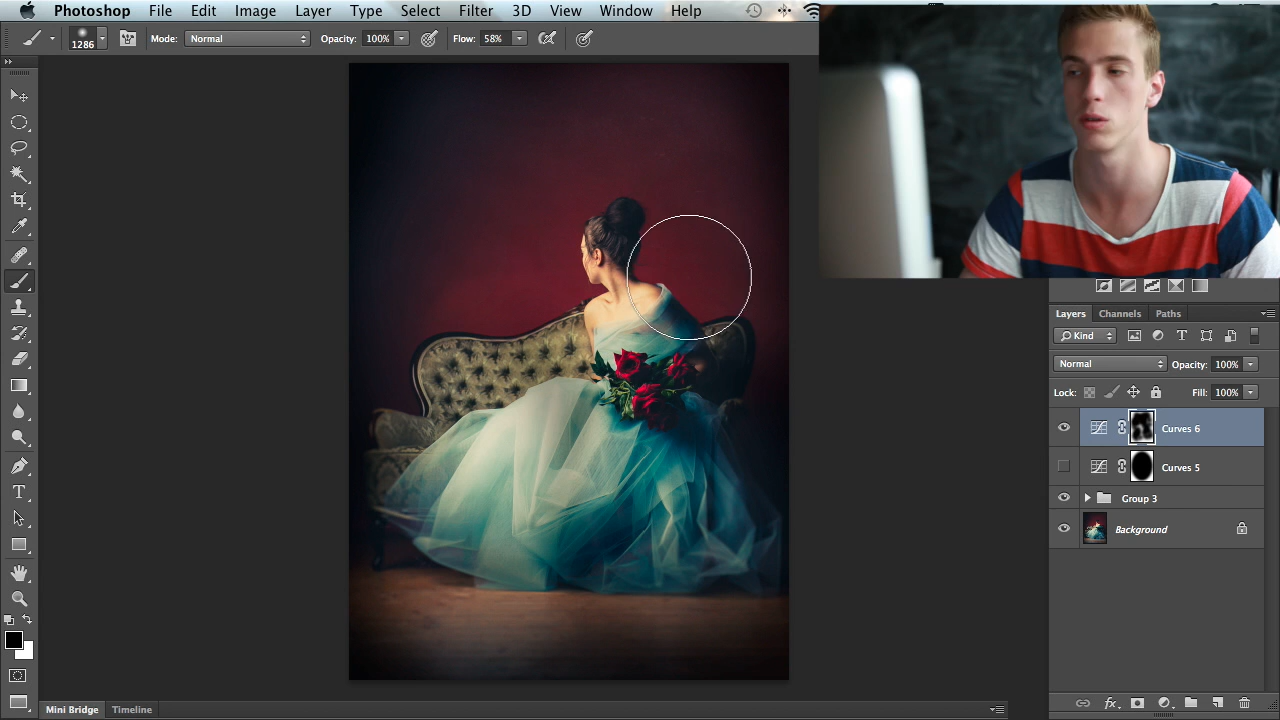 Photoshop File Edit Image Layer Type Select Filter 3D View Window Help
1286 Mode: Normal Opacity: 100% Flow: 58%
Layers Channels Paths
Kind
Normal Opacity: 100%
Lock: Fill: 100%
Curves 6
Curves 5
Group 3
Background
Mini Bridge Timeline